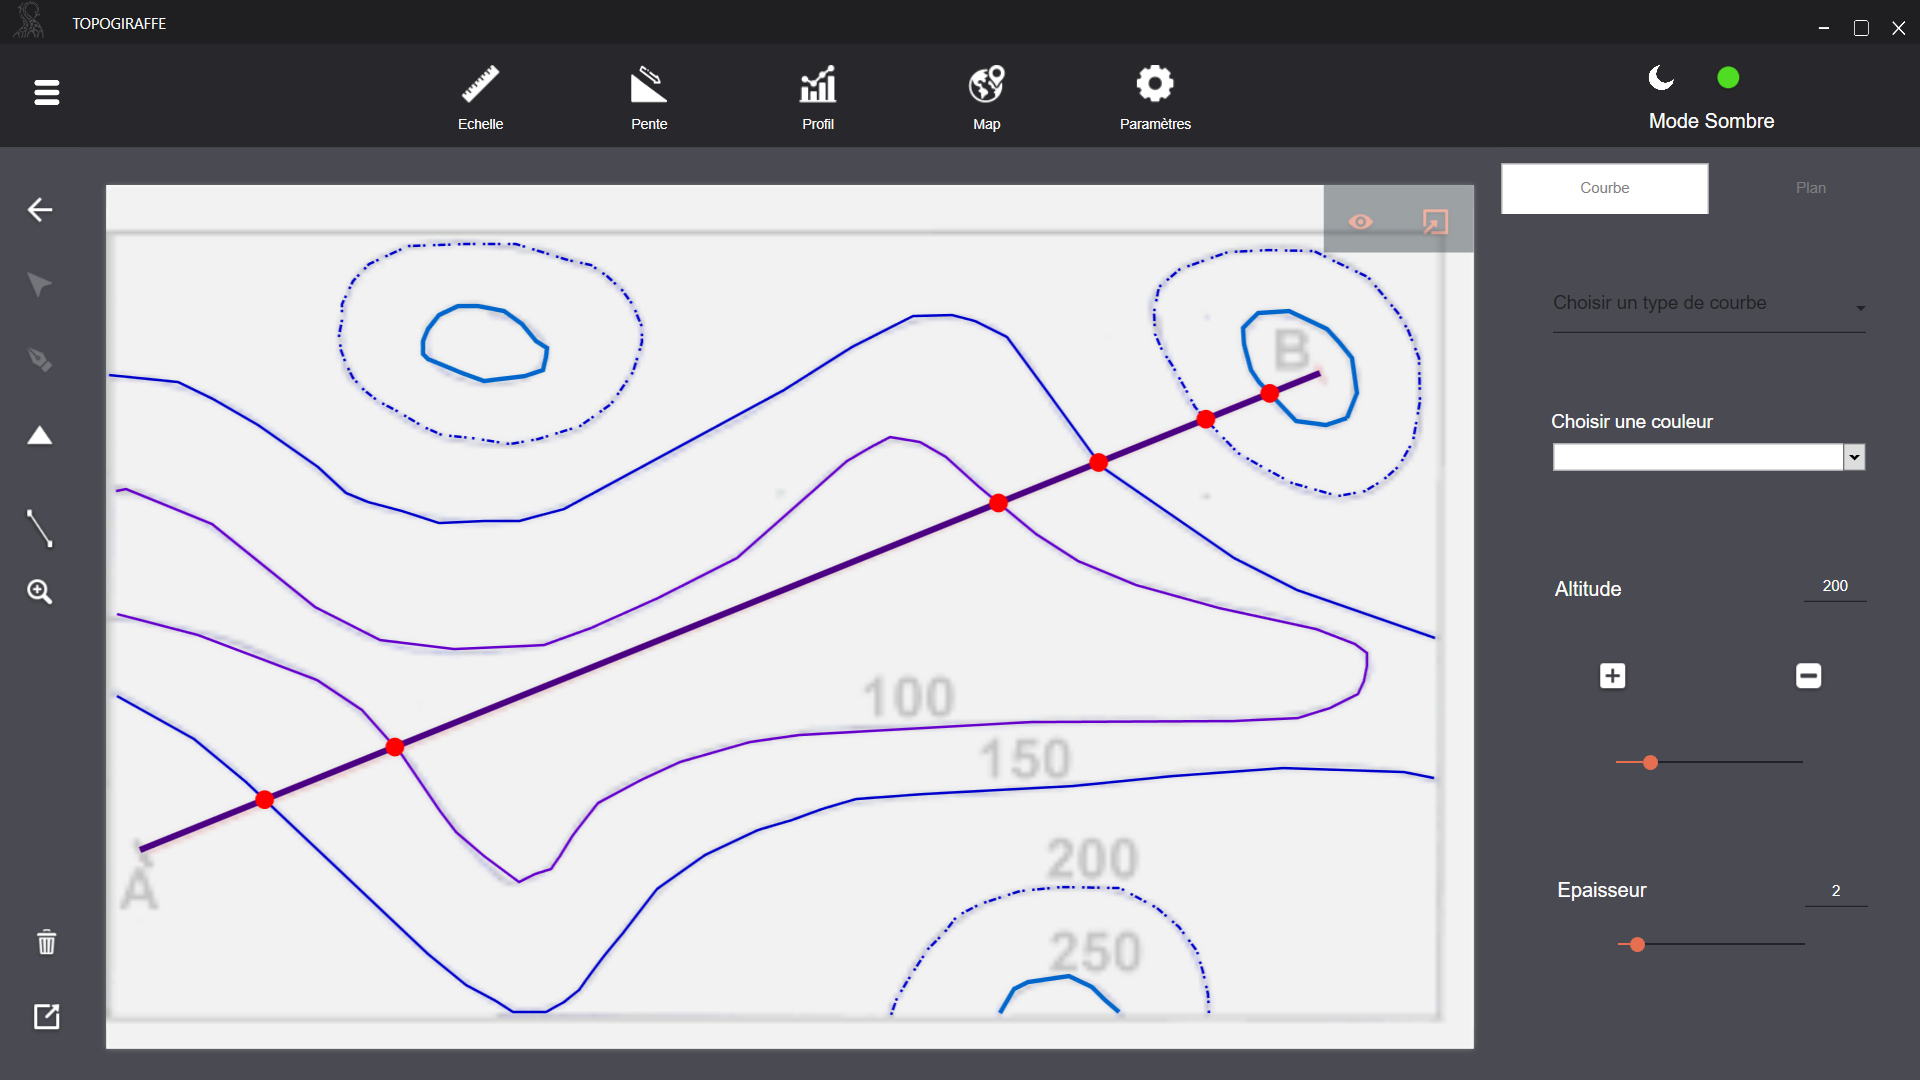 TOPOGIRAFFE
Echelle
Pente
Profil
Map
Paramètres
Mode Sombre
Courbe
Plan
Choisir un type de courbe
Choisir une couleur
Altitude
200
Epaisseur
2
B
100
150
200
A
250